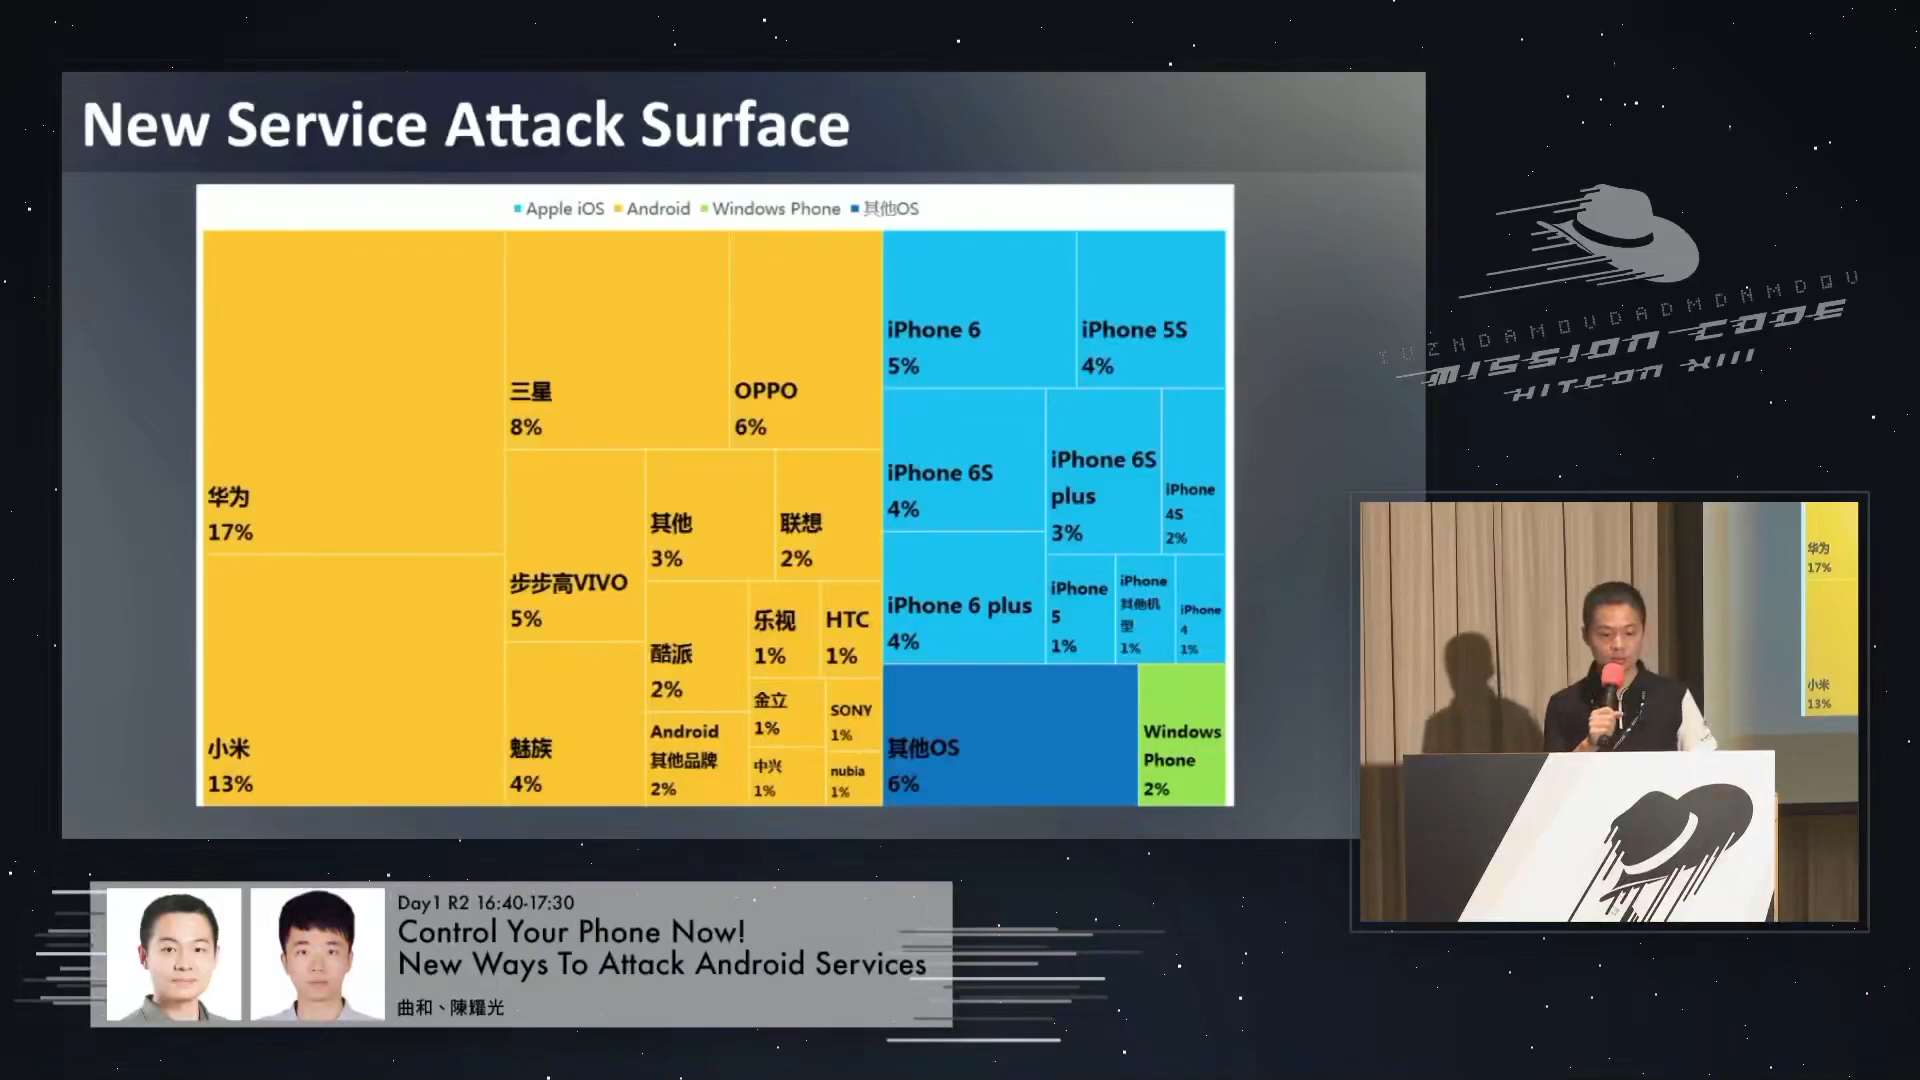 New Service Attack Surface
Apple iOS Android Windows Phone 其他OS
华为
17%
小米
13%
三星
8%
OPPO
6%
步步高VIVO
5%
魅族
4%
其他
3%
联想
2%
酷派
2%
Android
其他品牌
2%
乐视
1%
HTC
1%
金立
1%
SONY
1%
中兴
1%
nubia
1%
iPhone 6
5%
iPhone 5S
4%
iPhone 6S
4%
iPhone 6S
plus
3%
iPhone
4S
2%
iPhone 6 plus
4%
iPhone
5
1%
iPhone
其他机
型
1%
iPhone
4
1%
其他OS
6%
Windows
Phone
2%
MISSION CODE
HITCON XIII
华为
17%
小米
13%
Day1 R2 16:40-17:30
Control Your Phone Now!
New Ways To Attack Android Services
曲和、陳耀光